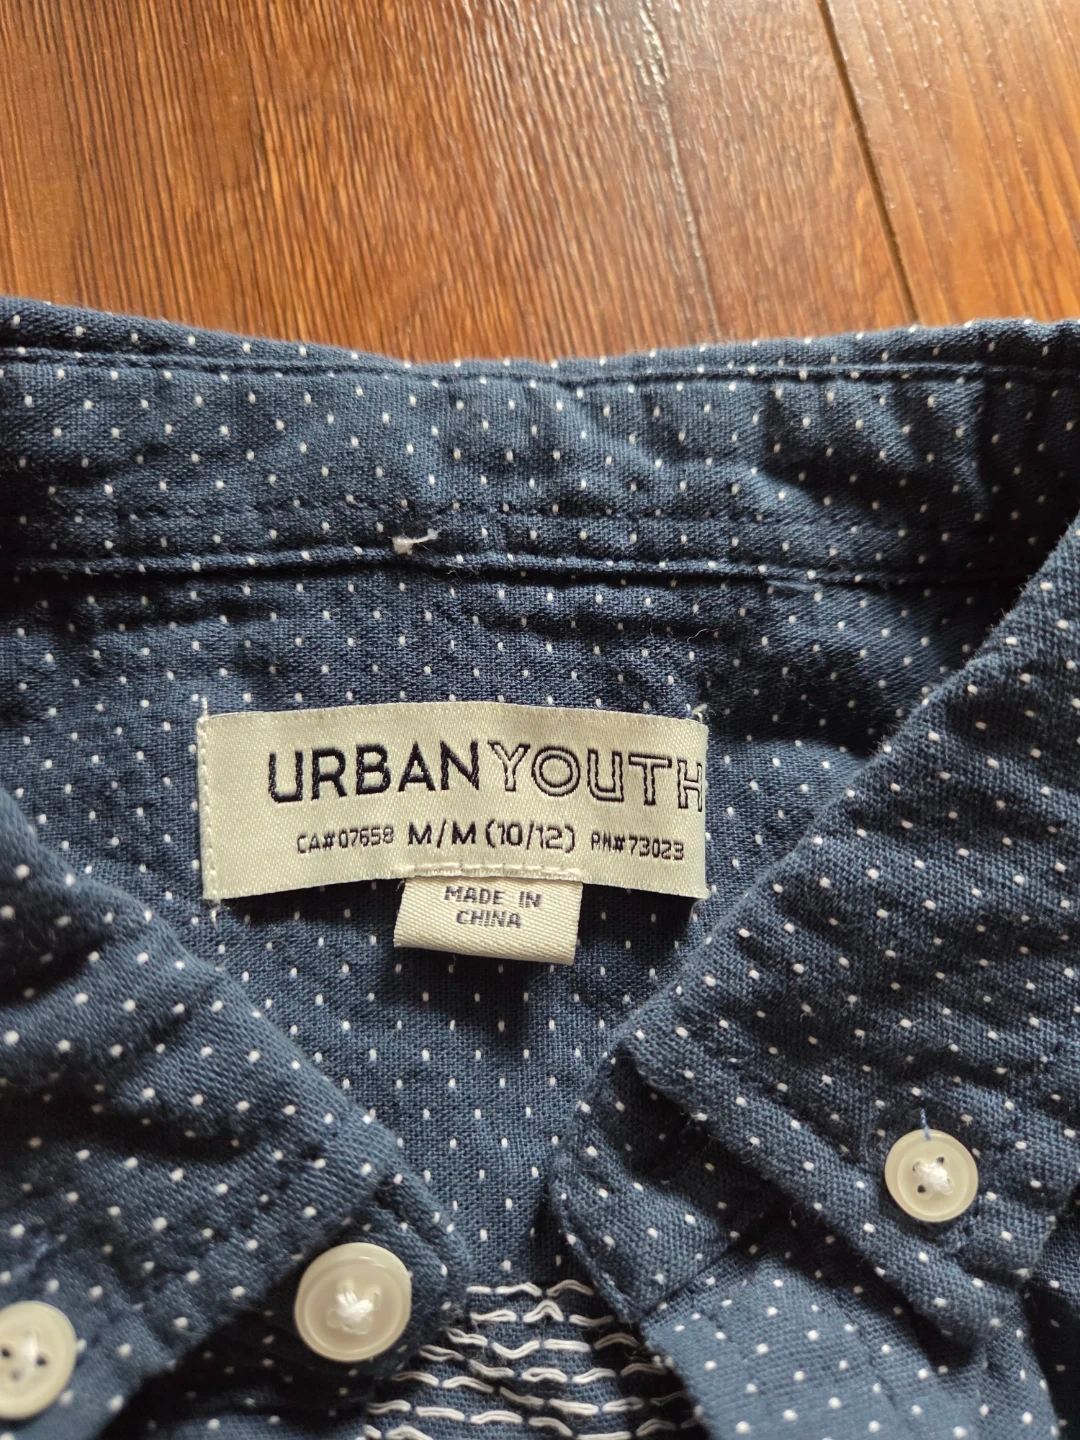 URBANYOUTH
CA#07658 M/M (10/12) RN#73023
MADE IN
CHINA